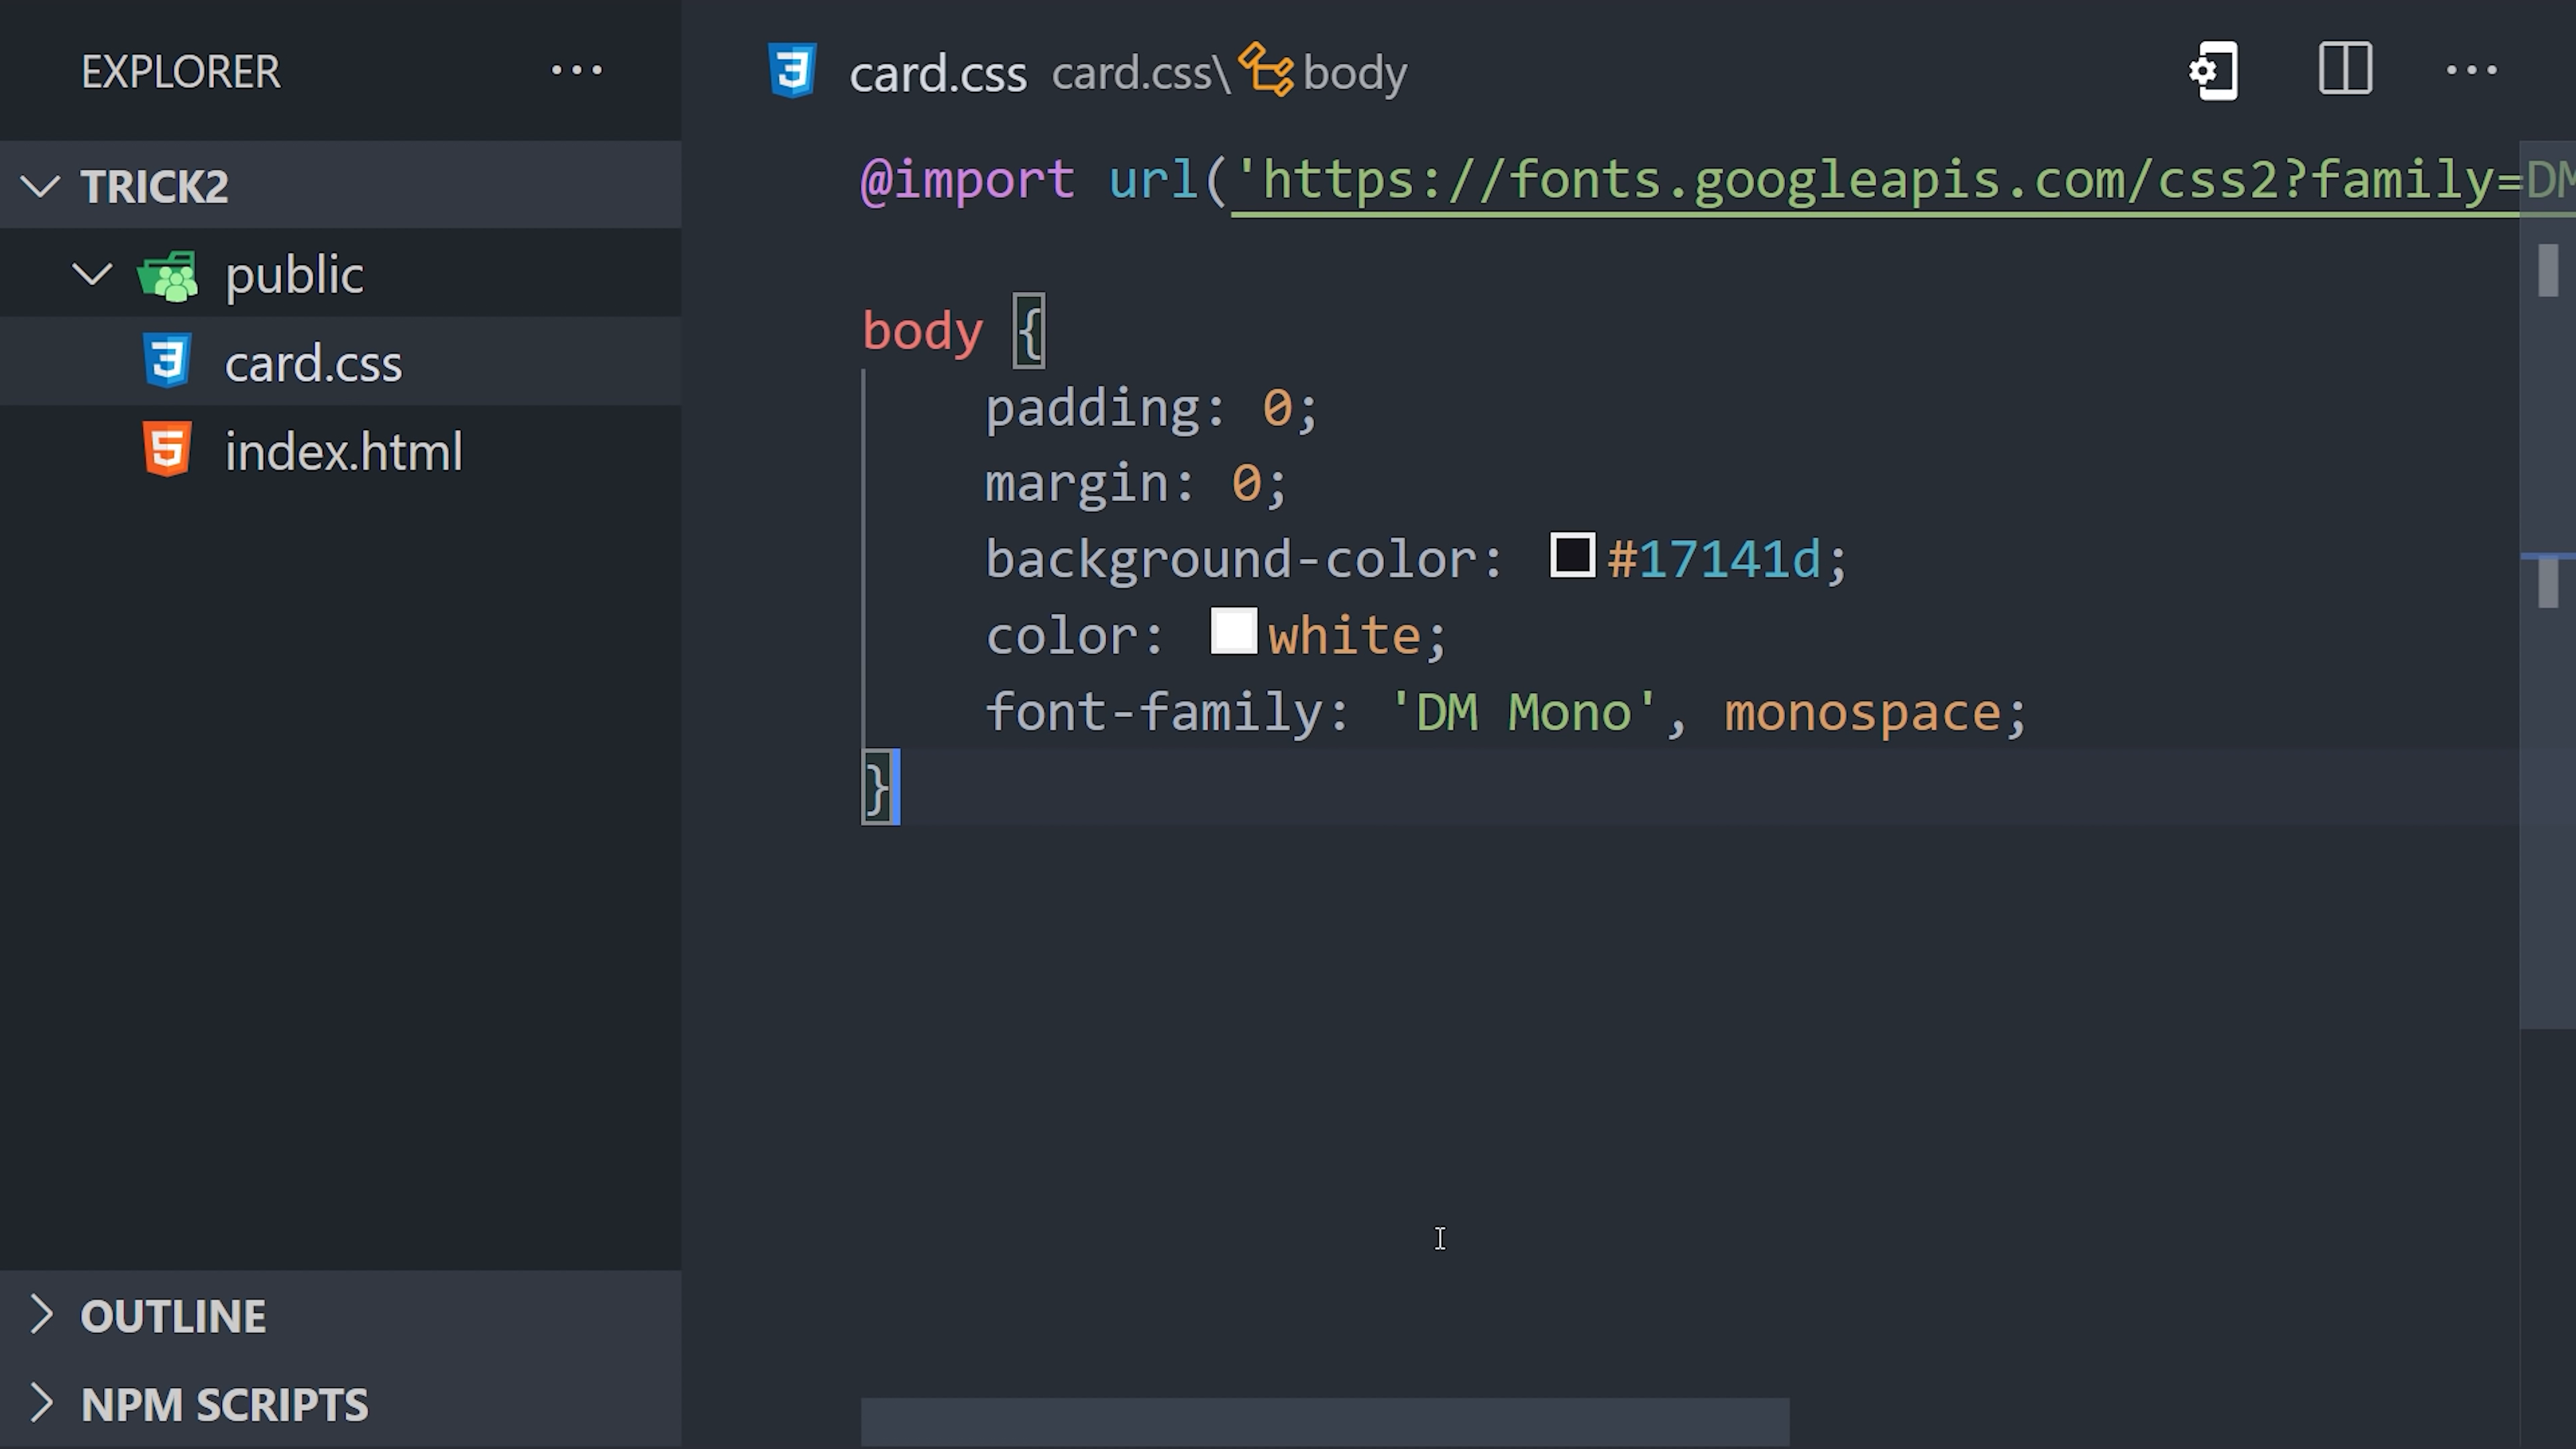 EXPLORER
TRICK2
public
card.css
index.html
OUTLINE
NPM SCRIPTS
card.css card.css\ body
@import url('https://fonts.googleapis.com/css2?family=DM
body {
padding: 0;
margin: 0;
background-color: #17141d;
color: white;
font-family: 'DM Mono', monospace;
}